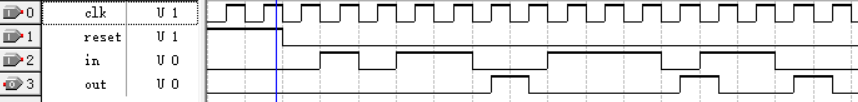 0 clk U 1
1 reset U 1
2 in U 0
3 out U 0